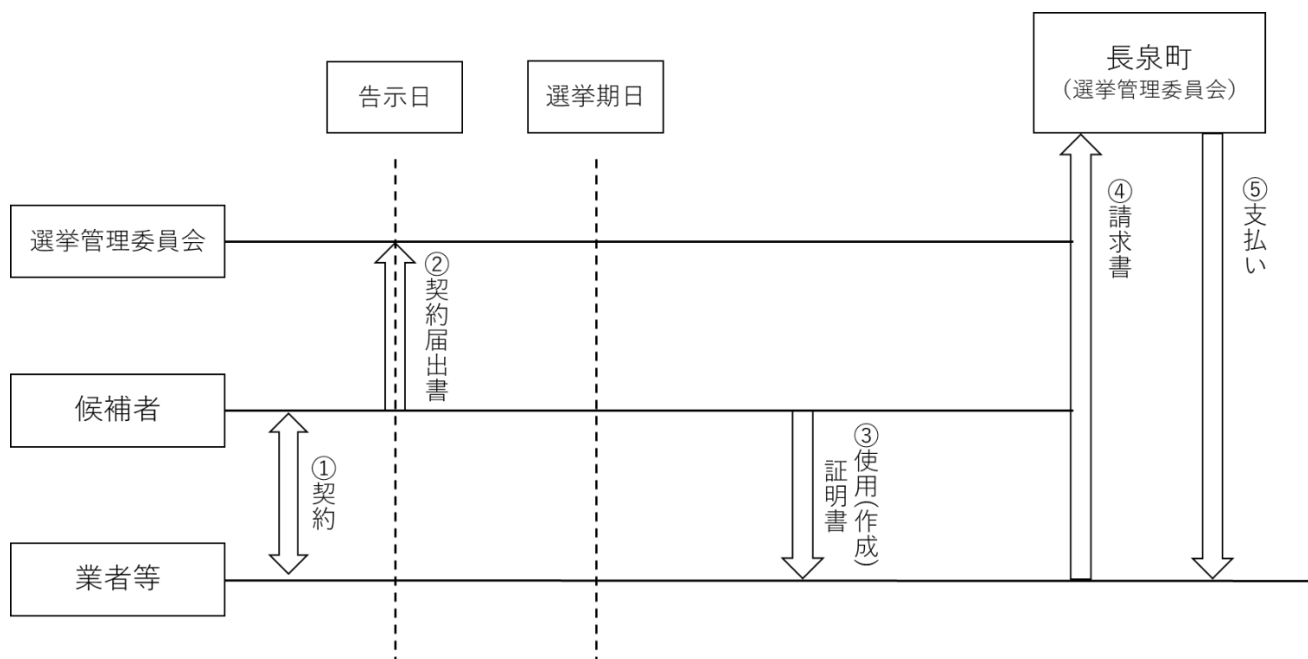 長泉町
(選挙管理委員会)
告示日
選挙期日
選挙管理委員会
②契約届出書
④請求書
⑤支払い
候補者
①契約
③使用(作成)
証明書
業者等